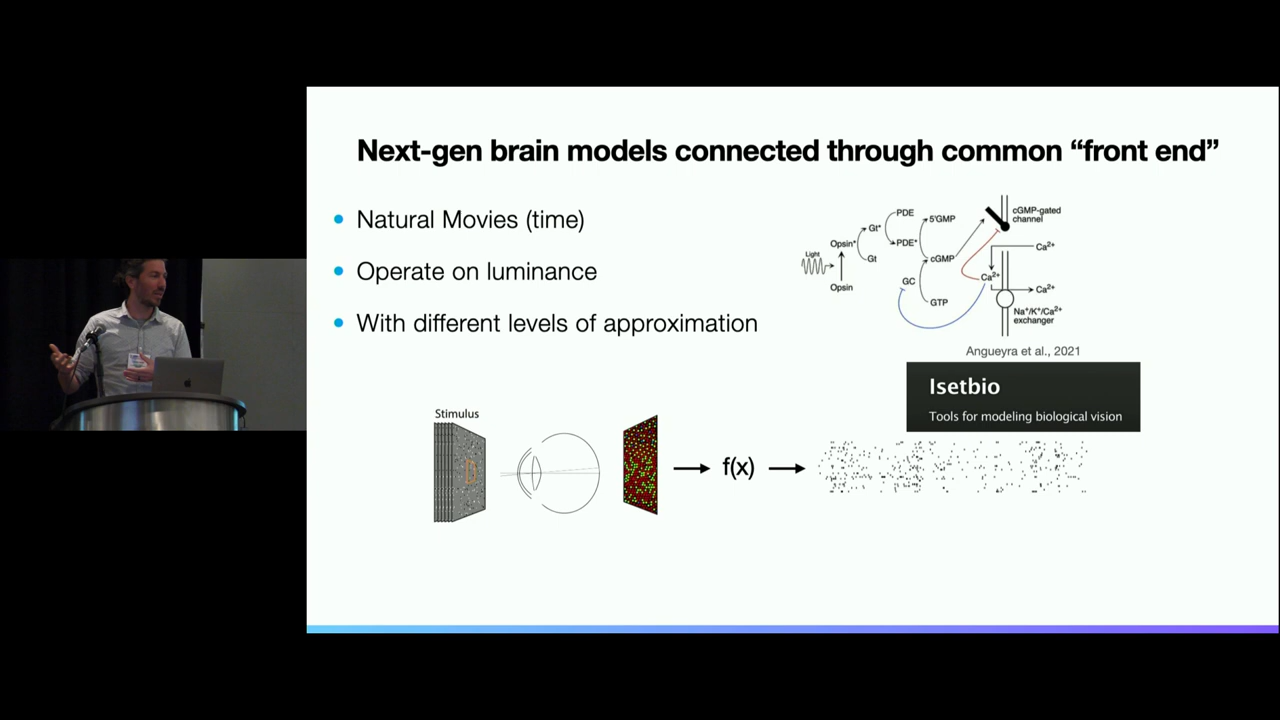 Next-gen brain models connected through common “front end”
• Natural Movies (time)
• Operate on luminance
• With different levels of approximation
Light
Opsin*
Opsin
Gt*
Gt
PDE
PDE*
5'GMP
cGMP
GC
GTP
cGMP-gated
channel
Ca²⁺
Ca²⁺
Ca²⁺
Na⁺/K⁺/Ca²⁺
exchanger
Angueyra et al., 2021
Isetbio
Tools for modeling biological vision
Stimulus
f(x)